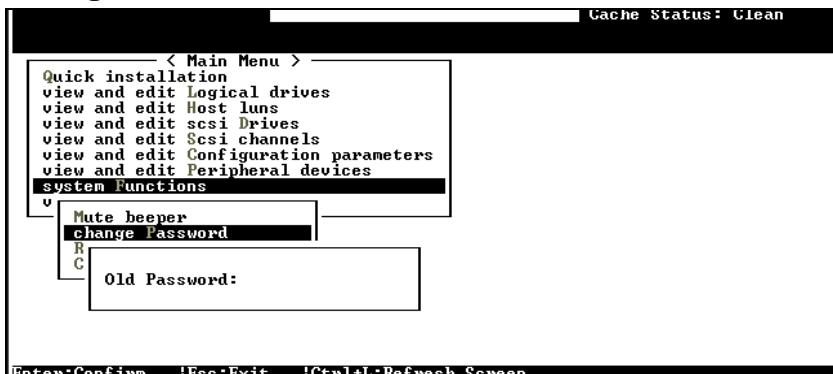 Cache Status: Clean
< Main Menu >
Quick installation
view and edit Logical drives
view and edit Host luns
view and edit scsi Drives
view and edit Scsi channels
view and edit Configuration parameters
view and edit Peripheral devices
system Functions
v
Mute beeper
change Password
R
C
Old Password:
Enter:Confirm |Esc:Exit |Ctrl+L:Refresh Screen